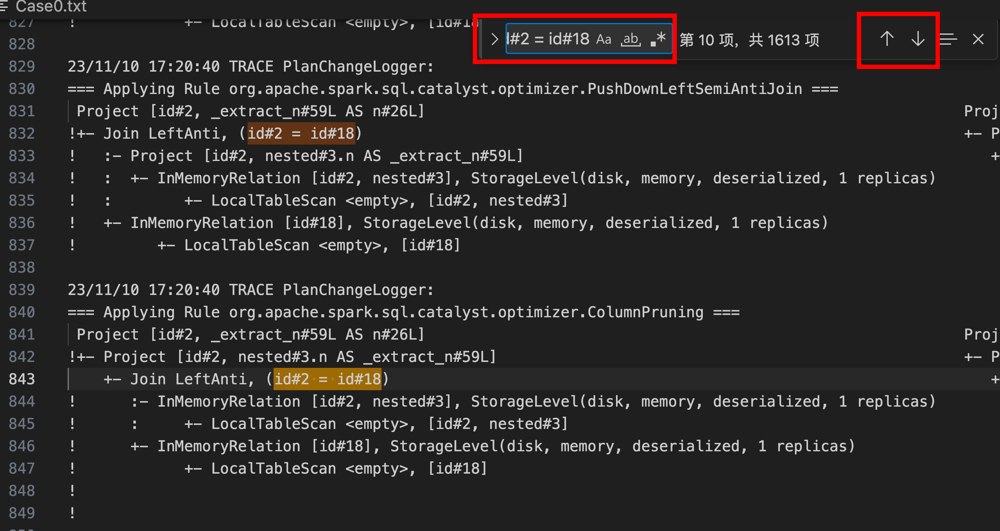 Case0.txt
827 ! +- LocalTableScan <empty>, [id#18
#2 = id#18 Aa ab .* 第 10 项，共 1613 项
828
829 23/11/10 17:20:40 TRACE PlanChangeLogger:
830 === Applying Rule org.apache.spark.sql.catalyst.optimizer.PushDownLeftSemiAntiJoin ===
831 Project [id#2, _extract_n#59L AS n#26L] Proj
832 !+- Join LeftAnti, (id#2 = id#18) +- P
833 ! :- Project [id#2, nested#3.n AS _extract_n#59L] +
834 ! : +- InMemoryRelation [id#2, nested#3], StorageLevel(disk, memory, deserialized, 1 replicas)
835 ! : +- LocalTableScan <empty>, [id#2, nested#3]
836 ! +- InMemoryRelation [id#18], StorageLevel(disk, memory, deserialized, 1 replicas)
837 ! +- LocalTableScan <empty>, [id#18]
838
839 23/11/10 17:20:40 TRACE PlanChangeLogger:
840 === Applying Rule org.apache.spark.sql.catalyst.optimizer.ColumnPruning ===
841 Project [id#2, _extract_n#59L AS n#26L] Proj
842 !+- Project [id#2, nested#3.n AS _extract_n#59L] +- P
843 +- Join LeftAnti, (id#2 = id#18) +
844 ! :- InMemoryRelation [id#2, nested#3], StorageLevel(disk, memory, deserialized, 1 replicas)
845 ! : +- LocalTableScan <empty>, [id#2, nested#3]
846 ! +- InMemoryRelation [id#18], StorageLevel(disk, memory, deserialized, 1 replicas)
847 ! +- LocalTableScan <empty>, [id#18]
848 !
849 !